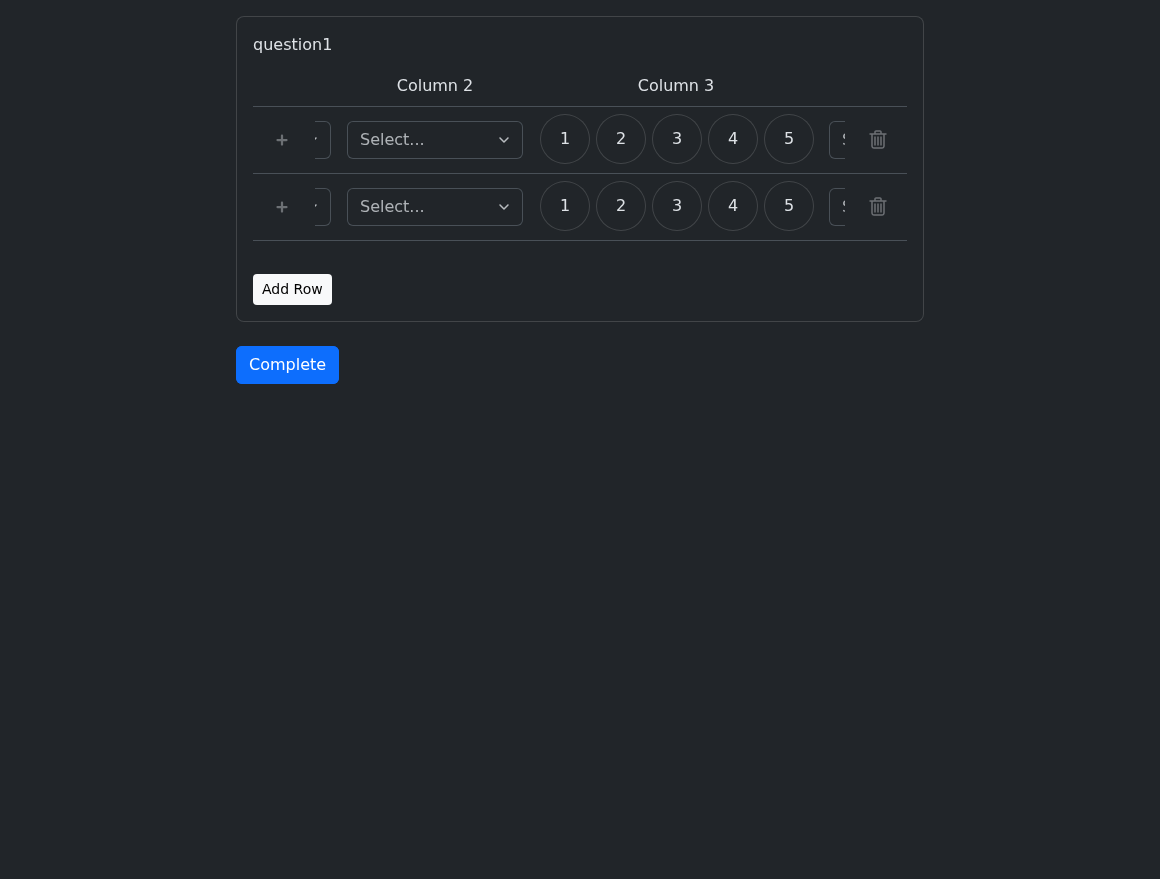 question1
Column 2 Column 3
Select... 1 2 3 4 5
Select... 1 2 3 4 5
Add Row
Complete